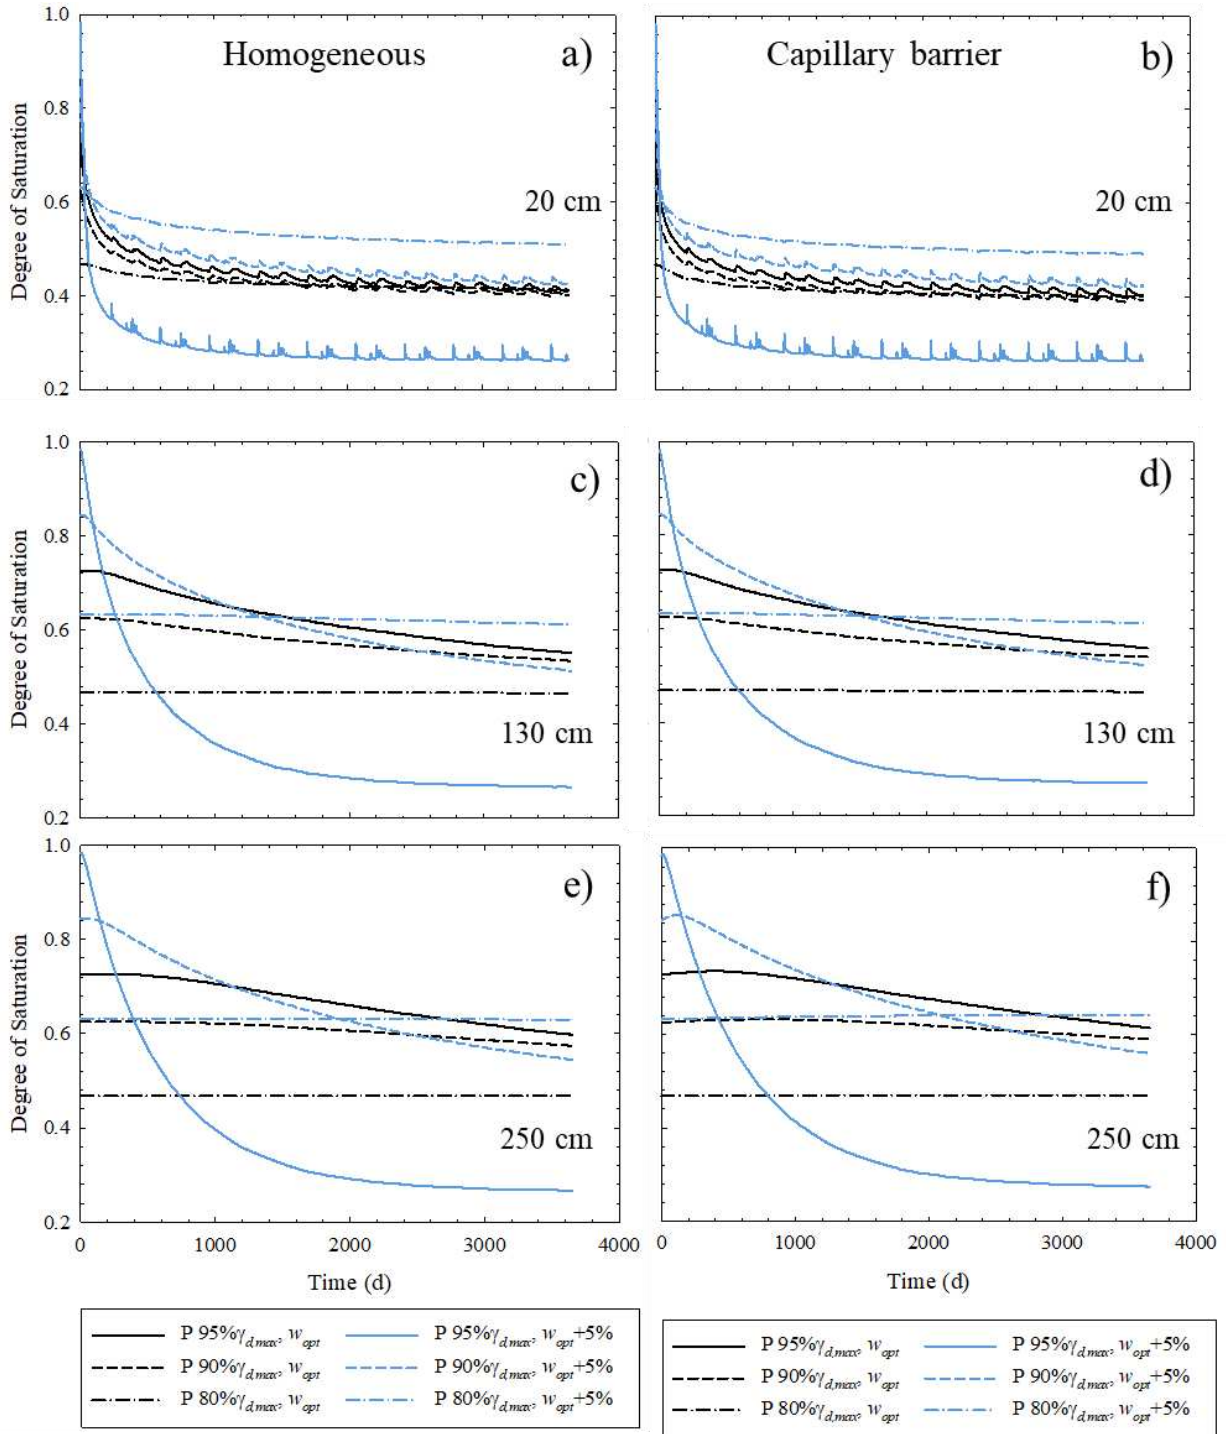 Homogeneous a)
Capillary barrier b)
1.0
0.8
0.6
0.4
0.2
Degree of Saturation
20 cm
20 cm
1.0
0.8
0.6
0.4
0.2
Degree of Saturation
c)
130 cm
d)
130 cm
1.0
0.8
0.6
0.4
0.2
Degree of Saturation
e)
250 cm
f)
250 cm
0 1000 2000 3000 4000
Time (d)
0 1000 2000 3000 4000
Time (d)
P 95%γd,max, wopt P 95%γd,max, wopt+5%
P 90%γd,max, wopt P 90%γd,max, wopt+5%
P 80%γd,max, wopt P 80%γd,max, wopt+5%
P 95%γd,max, wopt P 95%γd,max, wopt+5%
P 90%γd,max, wopt P 90%γd,max, wopt+5%
P 80%γd,max, wopt P 80%γd,max, wopt+5%